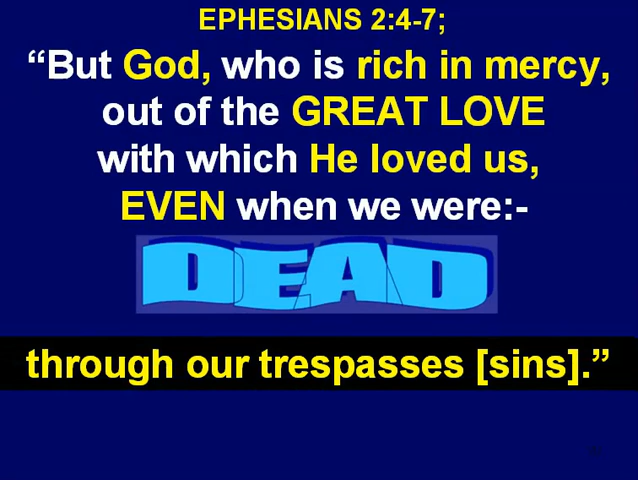 EPHESIANS 2:4-7;
“But God, who is rich in mercy,
out of the GREAT LOVE
with which He loved us,
EVEN when we were:-
DEAD
through our trespasses [sins].”